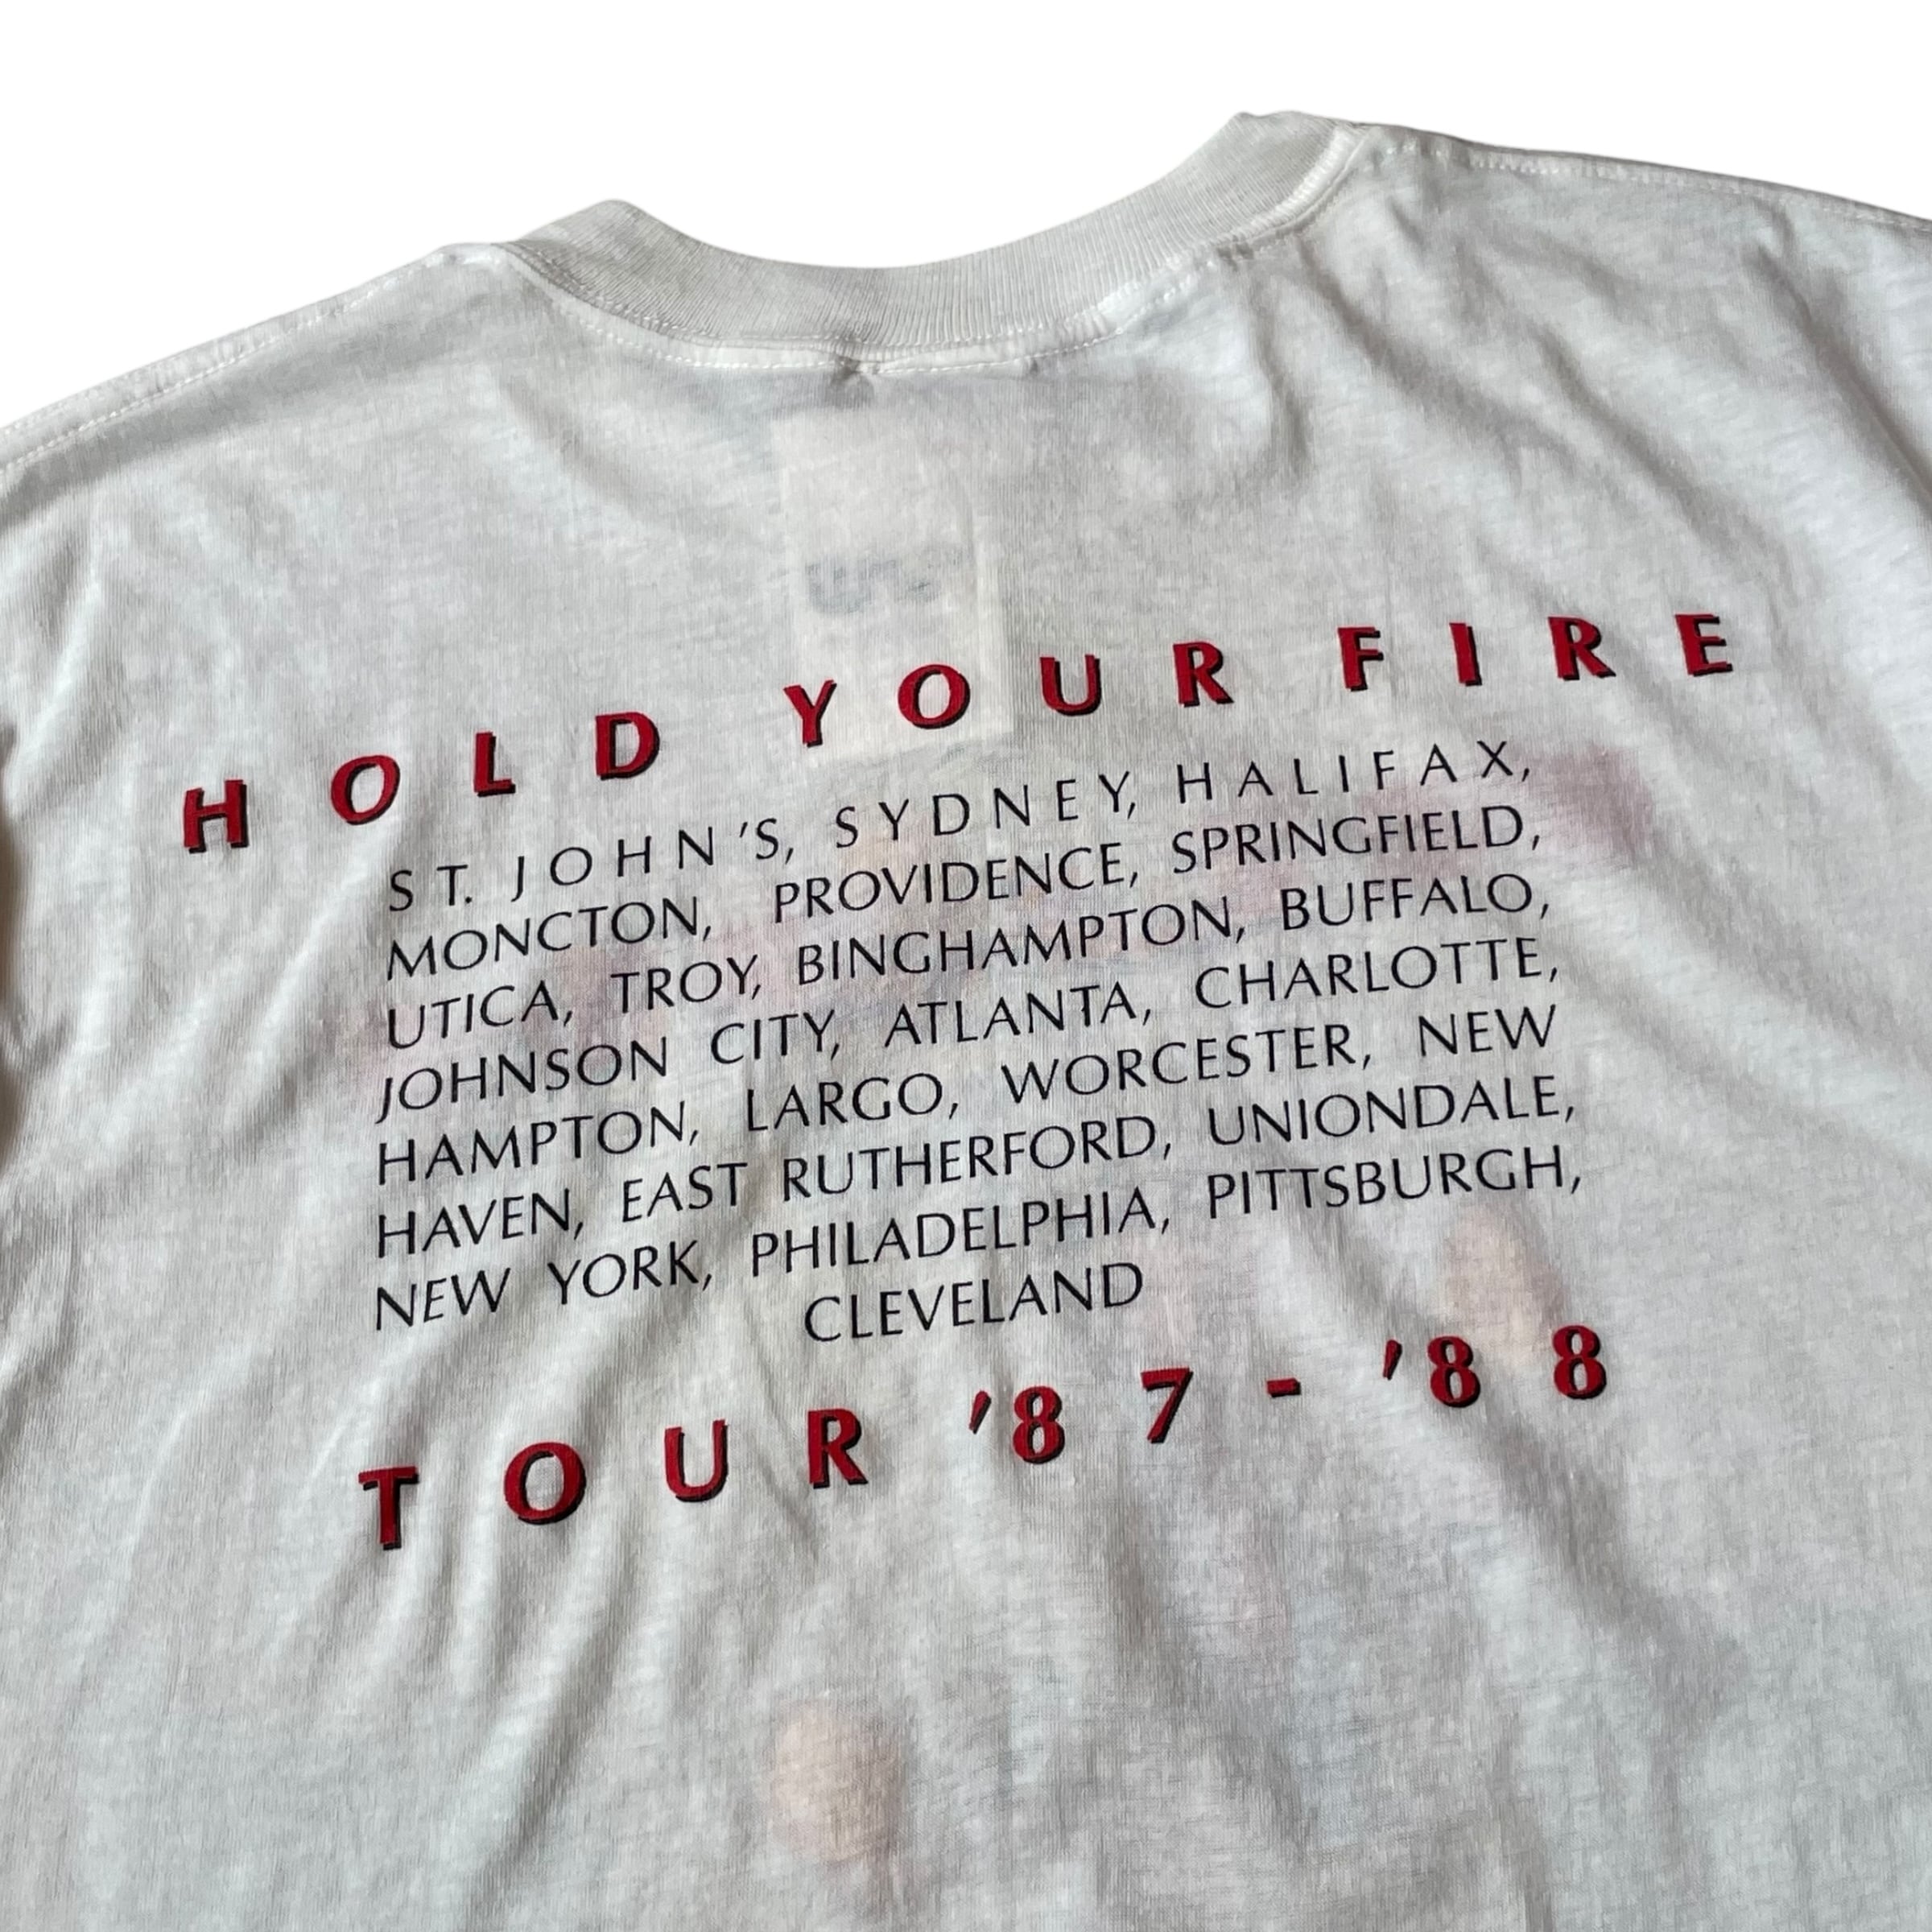 HOLD YOUR FIRE
ST. JOHN'S, SYDNEY, HALIFAX,
MONCTON, PROVIDENCE, SPRINGFIELD,
UTICA, TROY, BINGHAMPTON, BUFFALO,
JOHNSON CITY, ATLANTA, CHARLOTTE,
HAMPTON, LARGO, WORCESTER, NEW
HAVEN, EAST RUTHERFORD, UNIONDALE,
NEW YORK, PHILADELPHIA, PITTSBURGH,
CLEVELAND
TOUR '87-'88